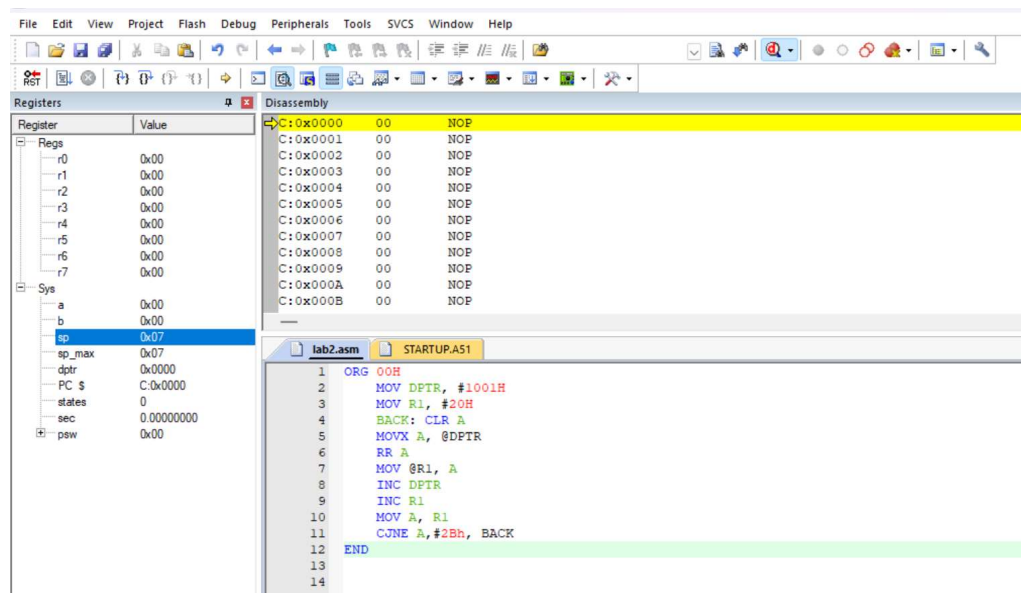 File Edit View Project Flash Debug Peripherals Tools SVCS Window Help
RST
Registers
Register Value
Regs
r0 0x00
r1 0x00
r2 0x00
r3 0x00
r4 0x00
r5 0x00
r6 0x00
r7 0x00
Sys
a 0x00
b 0x00
sp 0x07
sp_max 0x07
dptr 0x0000
PC $ C:0x0000
states 0
sec 0.00000000
psw 0x00
Disassembly
C:0x0000 00 NOP
C:0x0001 00 NOP
C:0x0002 00 NOP
C:0x0003 00 NOP
C:0x0004 00 NOP
C:0x0005 00 NOP
C:0x0006 00 NOP
C:0x0007 00 NOP
C:0x0008 00 NOP
C:0x0009 00 NOP
C:0x000A 00 NOP
C:0x000B 00 NOP
lab2.asm STARTUP.A51
1 ORG 00H
2 MOV DPTR, #1001H
3 MOV R1, #20H
4 BACK: CLR A
5 MOVX A, @DPTR
6 RR A
7 MOV @R1, A
8 INC DPTR
9 INC R1
10 MOV A, R1
11 CJNE A,#2Bh, BACK
12 END
13
14